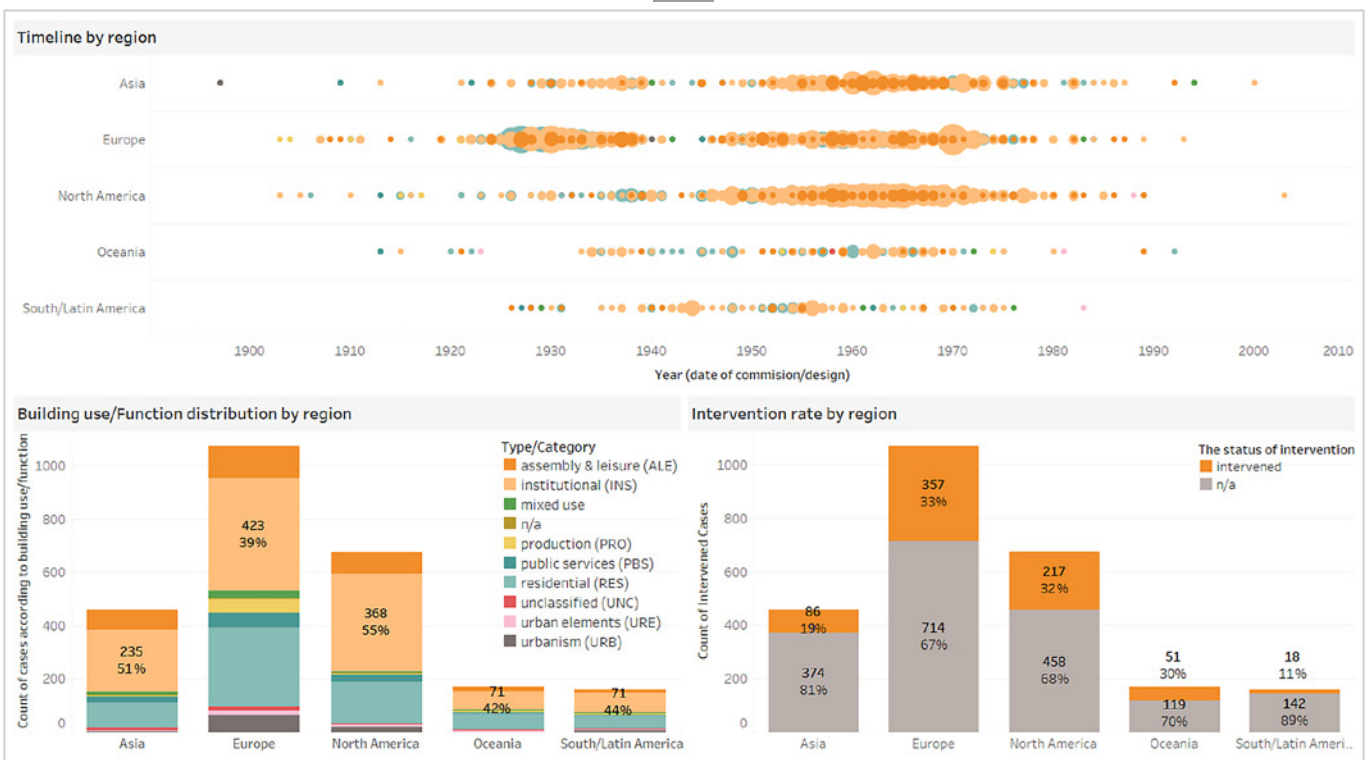 Timeline by region
Asia
Europe
North America
Oceania
South/Latin America
1900 1910 1920 1930 1940 1950 1960 1970 1980 1990 2000 2010
Year (date of commision/design)
Building use/Function distribution by region
Count of cases according to building use/function
1000
800
600
400
200
0
235
51%
423
39%
368
55%
71
42%
71
44%
Asia Europe North America Oceania South/Latin America
Type/Category
assembly & leisure (ALE)
institutional (INS)
mixed use
n/a
production (PRO)
public services (PBS)
residential (RES)
unclassified (UNC)
urban elements (URE)
urbanism (URB)
Intervention rate by region
Count of Intervened Cases
1000
800
600
400
200
0
86
19%
374
81%
357
33%
714
67%
217
32%
458
68%
51
30%
119
70%
18
11%
142
89%
Asia Europe North America Oceania South/Latin Ameri..
The status of intervention
intervened
n/a